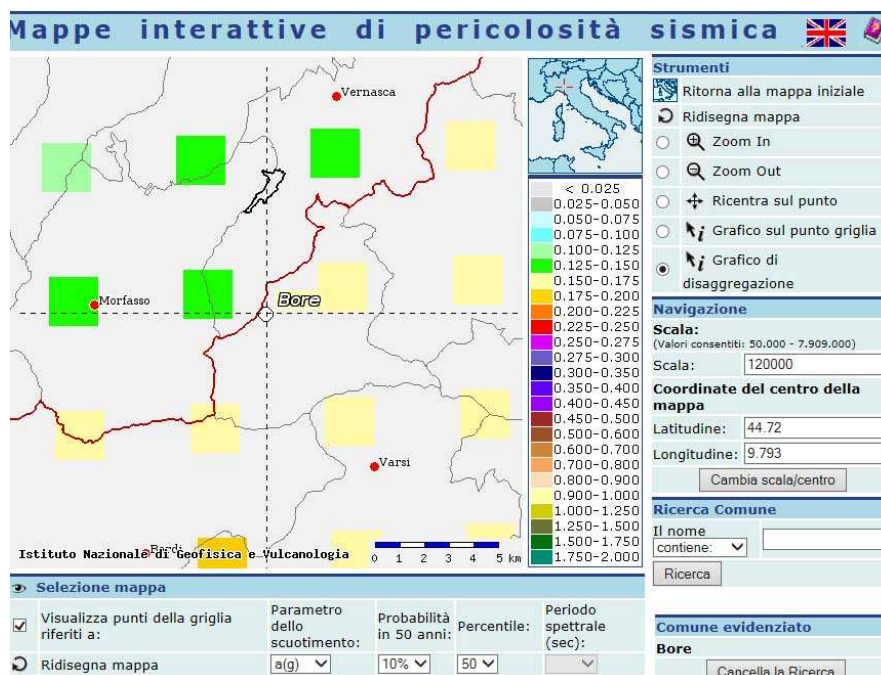 Mappe interattive di pericolosità sismica
Vernasca
Morfasso
Bore
Varsi
Bardi
Istituto Nazionale di Geofisica e Vulcanologia
0 1 2 3 4 5 km
< 0.025
0.025-0.050
0.050-0.075
0.075-0.100
0.100-0.125
0.125-0.150
0.150-0.175
0.175-0.200
0.200-0.225
0.225-0.250
0.250-0.275
0.275-0.300
0.300-0.350
0.350-0.400
0.400-0.450
0.450-0.500
0.500-0.600
0.600-0.700
0.700-0.800
0.800-0.900
0.900-1.000
1.000-1.250
1.250-1.500
1.500-1.750
1.750-2.000
Strumenti
Ritorna alla mappa iniziale
Ridisegna mappa
Zoom In
Zoom Out
Ricentra sul punto
Grafico sul punto griglia
Grafico di
disaggregazione
Navigazione
Scala:
(Valori consentiti: 50.000 - 7.909.000)
Scala: 120000
Coordinate del centro della
mappa
Latitudine: 44.72
Longitudine: 9.793
Cambia scala/centro
Ricerca Comune
Il nome
contiene:
Ricerca
Comune evidenziato
Bore
Cancella la Ricerca
Selezione mappa
Visualizza punti della griglia
riferiti a:
Parametro
dello
scuotimento:
Probabilità
in 50 anni:
Percentile:
Periodo
spettrale
(sec):
Ridisegna mappa
a(g) 10% 50